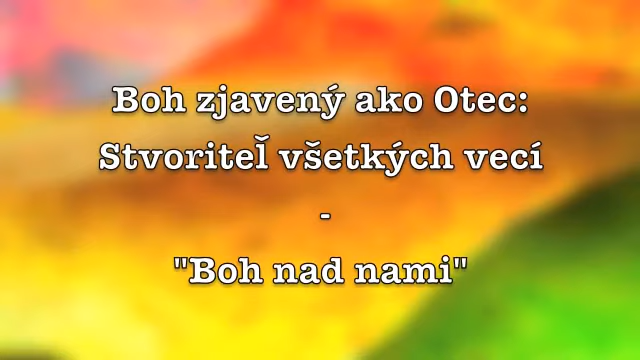 Boh zjavený ako Otec:
Stvoriteľ všetkých vecí
-
"Boh nad nami"